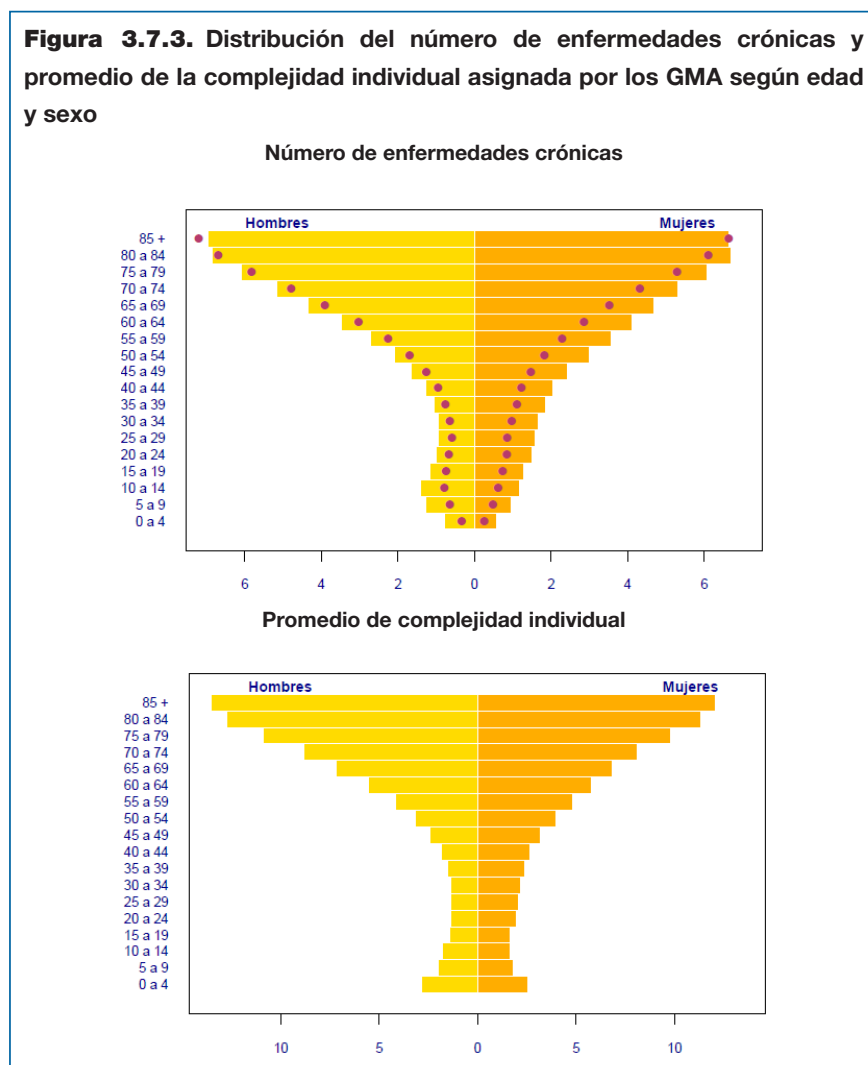 Figura 3.7.3. Distribución del número de enfermedades crónicas y
promedio de la complejidad individual asignada por los GMA según edad
y sexo
Número de enfermedades crónicas
Hombres Mujeres
85 +
80 a 84
75 a 79
70 a 74
65 a 69
60 a 64
55 a 59
50 a 54
45 a 49
40 a 44
35 a 39
30 a 34
25 a 29
20 a 24
15 a 19
10 a 14
5 a 9
0 a 4
6 4 2 0 2 4 6
Promedio de complejidad individual
Hombres Mujeres
85 +
80 a 84
75 a 79
70 a 74
65 a 69
60 a 64
55 a 59
50 a 54
45 a 49
40 a 44
35 a 39
30 a 34
25 a 29
20 a 24
15 a 19
10 a 14
5 a 9
0 a 4
10 5 0 5 10